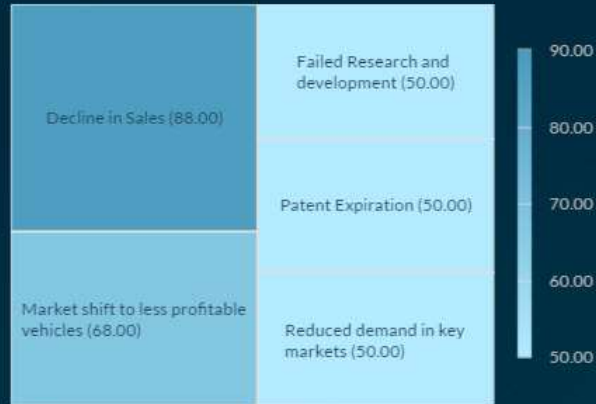 Decline in Sales (88.00)
Market shift to less profitable
vehicles (68.00)
Failed Research and
development (50.00)
Patent Expiration (50.00)
Reduced demand in key
markets (50.00)
90.00
80.00
70.00
60.00
50.00